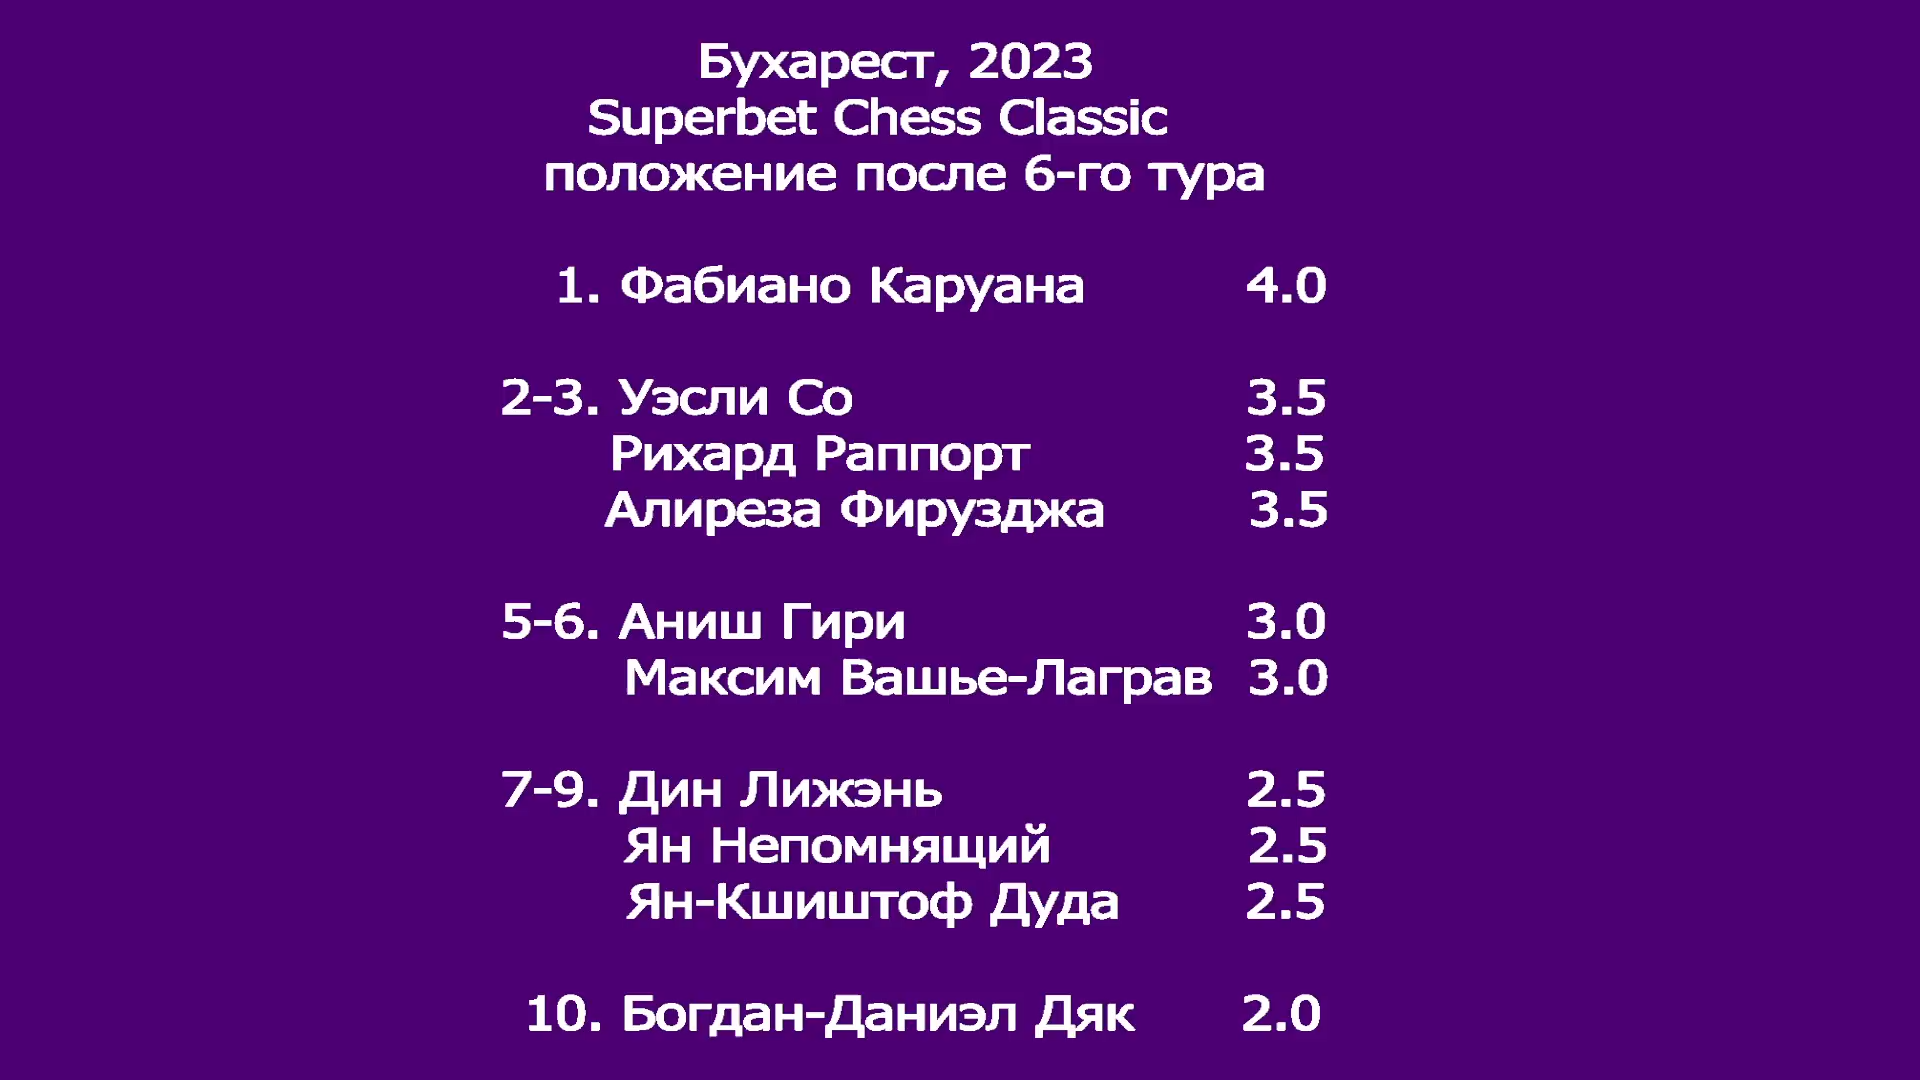 Бухарест, 2023
Superbet Chess Classic
положение после 6-го тура
1. Фабиано Каруана 4.0
2-3. Уэсли Со 3.5
Рихард Раппорт 3.5
Алиреза Фирузджа 3.5
5-6. Аниш Гири 3.0
Максим Вашье-Лаграв 3.0
7-9. Дин Лижэнь 2.5
Ян Непомнящий 2.5
Ян-Кшиштоф Дуда 2.5
10. Богдан-Даниэл Дяк 2.0